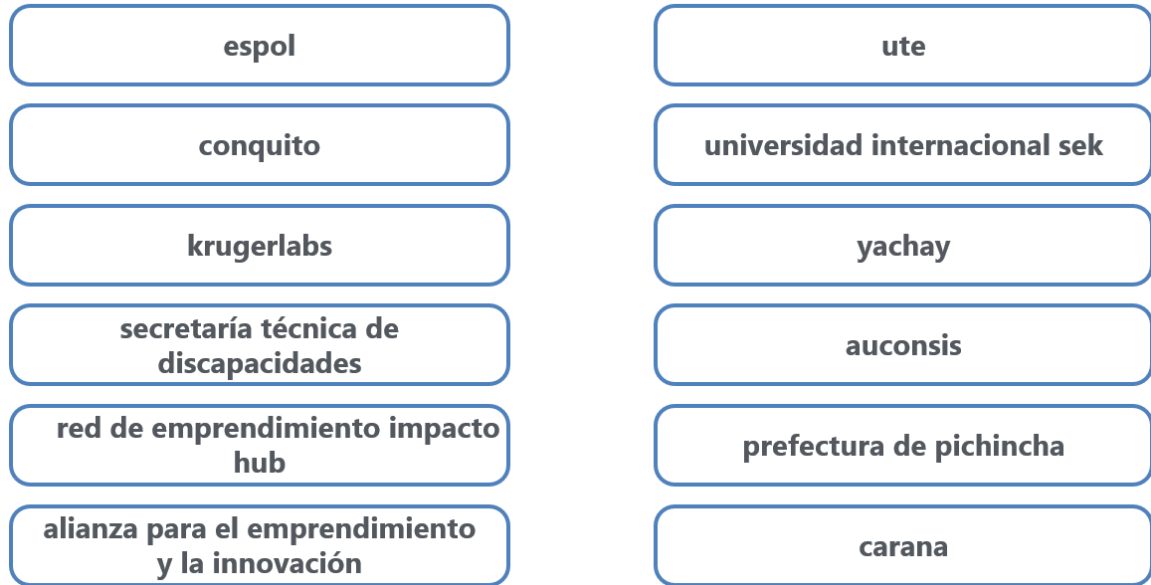 espol
ute
conquito
universidad internacional sek
krugerlabs
yachay
secretaría técnica de
discapacidades
auconsis
red de emprendimiento impacto
hub
prefectura de pichincha
alianza para el emprendimiento
y la innovación
carana